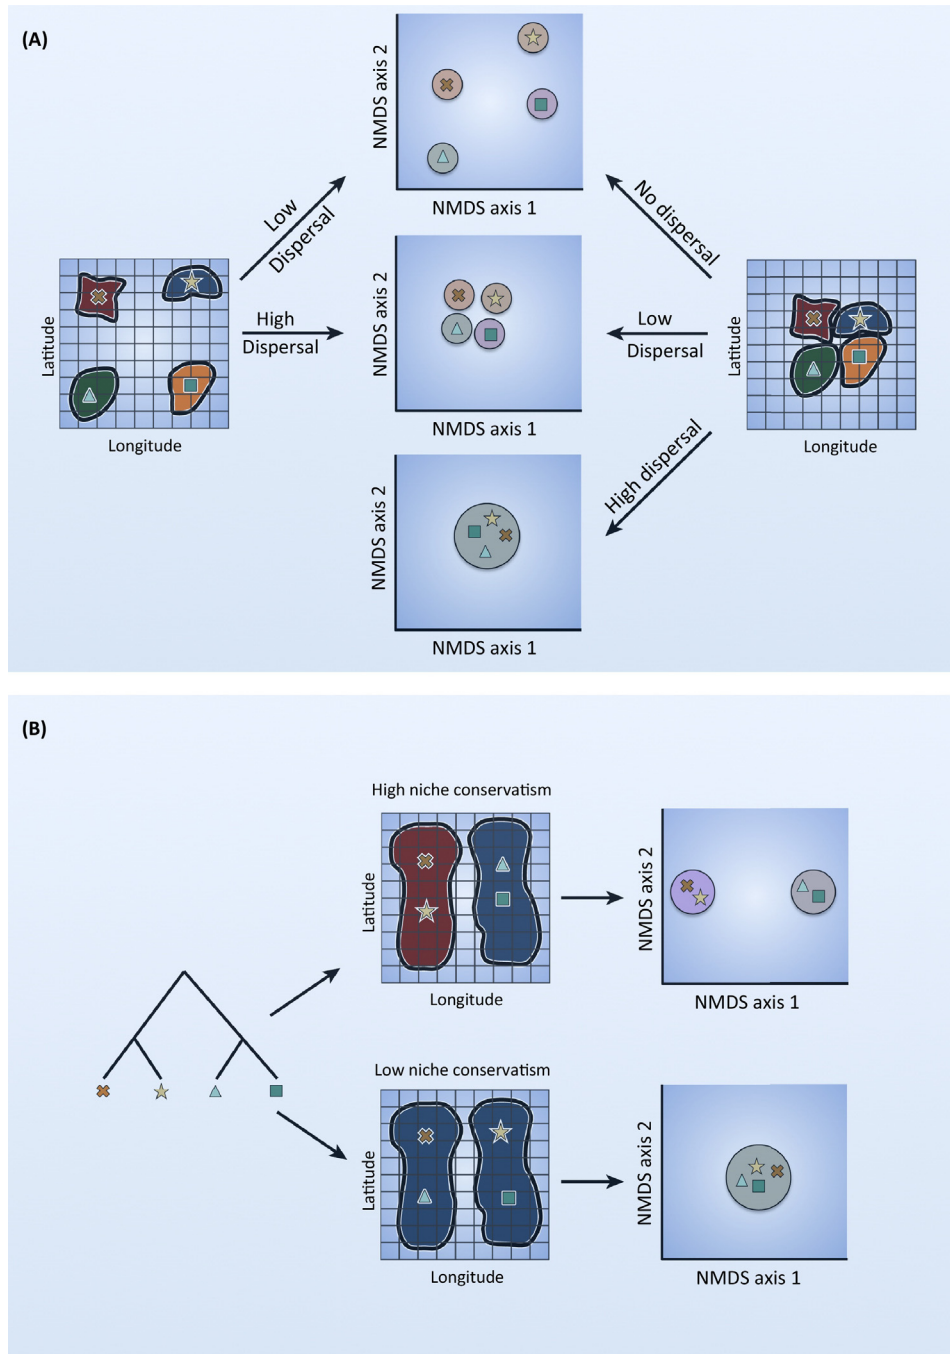 (A)
NMDS axis 2
NMDS axis 1
Low
Dispersal
No dispersal
Latitude
Longitude
High
Dispersal
NMDS axis 2
NMDS axis 1
Low
Dispersal
Latitude
Longitude
High dispersal
NMDS axis 2
NMDS axis 1
(B)
High niche conservatism
Latitude
Longitude
NMDS axis 2
NMDS axis 1
Low niche conservatism
Latitude
Longitude
NMDS axis 2
NMDS axis 1